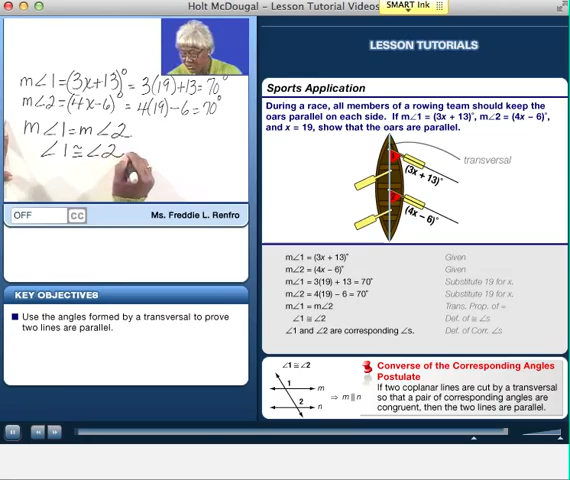 Holt McDougal - Lesson Tutorial Videos
SMART Ink
LESSON TUTORIALS
m∠1=(3x+13)° = 3(19)+13=70°
m∠2=(4x-6)° = 4(19)-6=70°
m∠1=m∠2
∠1≅∠2
OFF CC Ms. Freddie L. Renfro
KEY OBJECTIVES
Use the angles formed by a transversal to prove
two lines are parallel.
Sports Application
During a race, all members of a rowing team should keep the
oars parallel on each side. If m∠1 = (3x + 13)°, m∠2 = (4x – 6)°,
and x = 19, show that the oars are parallel.
transversal
(3x + 13)°
(4x – 6)°
m∠1 = (3x + 13)° Given
m∠2 = (4x – 6)° Given
m∠1 = 3(19) + 13 = 70° Substitute 19 for x.
m∠2 = 4(19) – 6 = 70° Substitute 19 for x.
m∠1 = m∠2 Trans. Prop. of =
∠1 ≅ ∠2 Def. of ≅ ∠s
∠1 and ∠2 are corresponding ∠s. Def. of Corr. ∠s
∠1 ≅ ∠2
1
m
2
n
⇒ m || n
Converse of the Corresponding Angles
Postulate
If two coplanar lines are cut by a transversal
so that a pair of corresponding angles are
congruent, then the two lines are parallel.